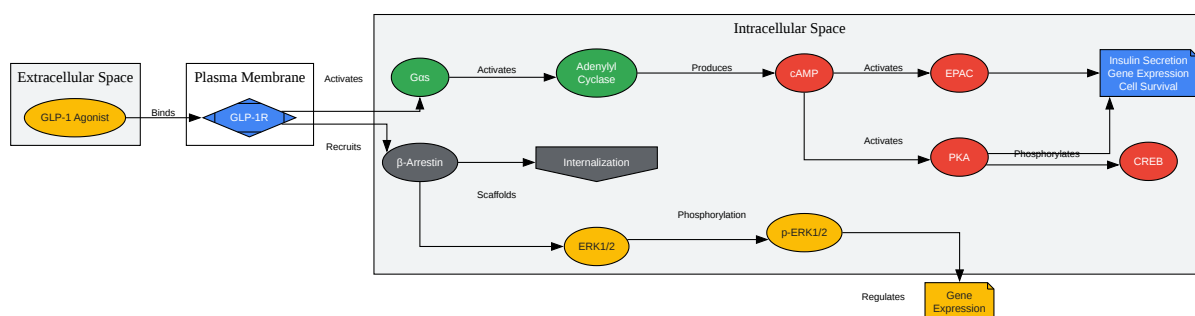 Intracellular Space
Extracellular Space
Plasma Membrane
GLP-1 Agonist
Binds
GLP-1R
Activates
Recruits
Gαs
Activates
Adenylyl
Cyclase
Produces
cAMP
Activates
EPAC
Insulin Secretion
Gene Expression
Cell Survival
Activates
PKA
Phosphorylates
CREB
β-Arrestin
Internalization
Scaffolds
ERK1/2
Phosphorylation
p-ERK1/2
Regulates
Gene
Expression